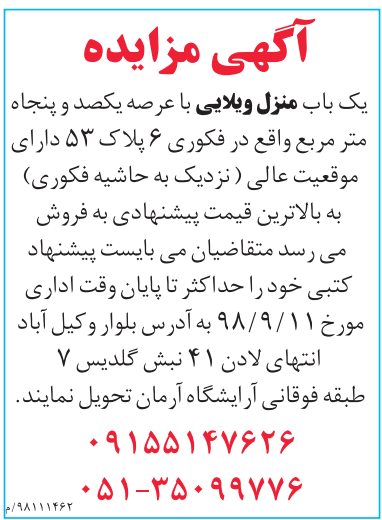 آگهی مزایده
یک باب منزل ویلایی با عرصه یکصد و پنجاه
متر مربع واقع در فکوری ۶ پلاک ۵۳ دارای
موقعیت عالی ( نزدیک به حاشیه فکوری)
به بالاترین قیمت پیشنهادی به فروش
می رسد متقاضیان می بایست پیشنهاد
کتبی خود را حداکثر تا پایان وقت اداری
مورخ ۹۸/۹/۱۱ به آدرس بلوار وکیل آباد
انتهای لادن ۴۱ نبش گلدیس ۷
طبقه فوقانی آرایشگاه آرمان تحویل نمایند.
۰۹۱۵۵۱۴۷۶۲۶
۰۵۱-۳۵۰۹۹۷۷۶
۹۸۱۱۱۴۶۲/م